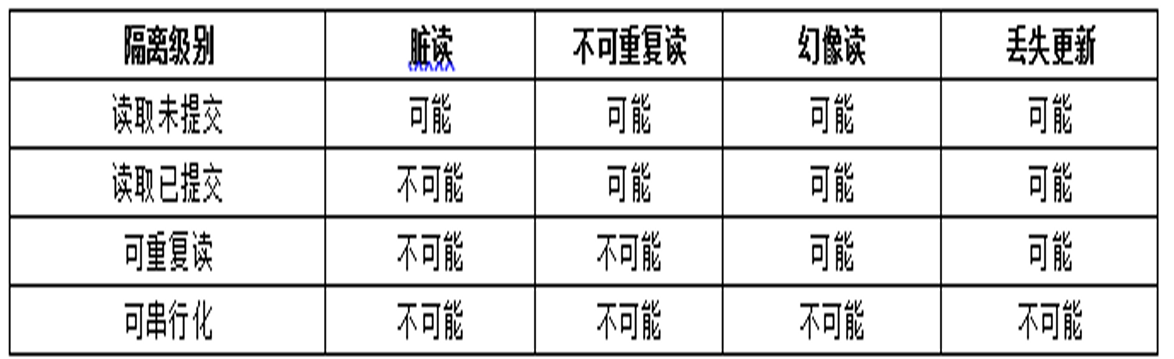 隔离级别 脏读 不可重复读 幻像读 丢失更新
读取未提交 可能 可能 可能 可能
读取已提交 不可能 可能 可能 可能
可重复读 不可能 不可能 可能 可能
可串行化 不可能 不可能 不可能 不可能